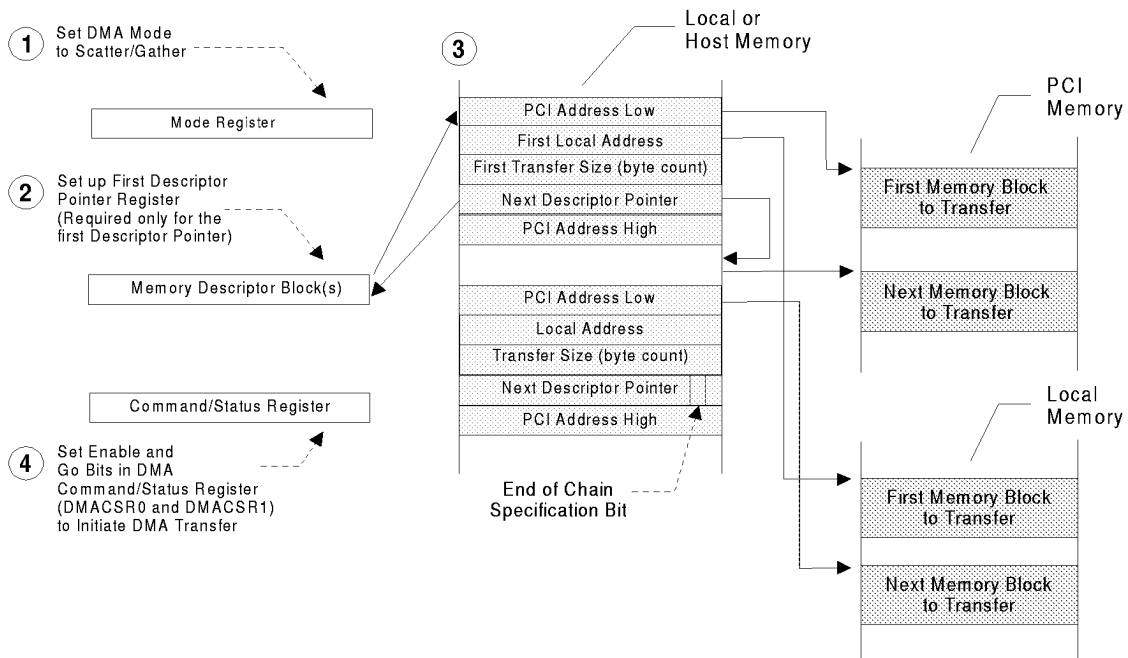 1
Set DMA Mode
to Scatter/Gather
Mode Register
2
Set up First Descriptor
Pointer Register
(Required only for the
first Descriptor Pointer)
Memory Descriptor Block(s)
Command/Status Register
4
Set Enable and
Go Bits in DMA
Command/Status Register
(DMACSR0 and DMACSR1)
to Initiate DMA Transfer
3
Local or
Host Memory
PCI Address Low
First Local Address
First Transfer Size (byte count)
Next Descriptor Pointer
PCI Address High
PCI Address Low
Local Address
Transfer Size (byte count)
Next Descriptor Pointer
PCI Address High
End of Chain
Specification Bit
PCI
Memory
First Memory Block
to Transfer
Next Memory Block
to Transfer
Local
Memory
First Memory Block
to Transfer
Next Memory Block
to Transfer